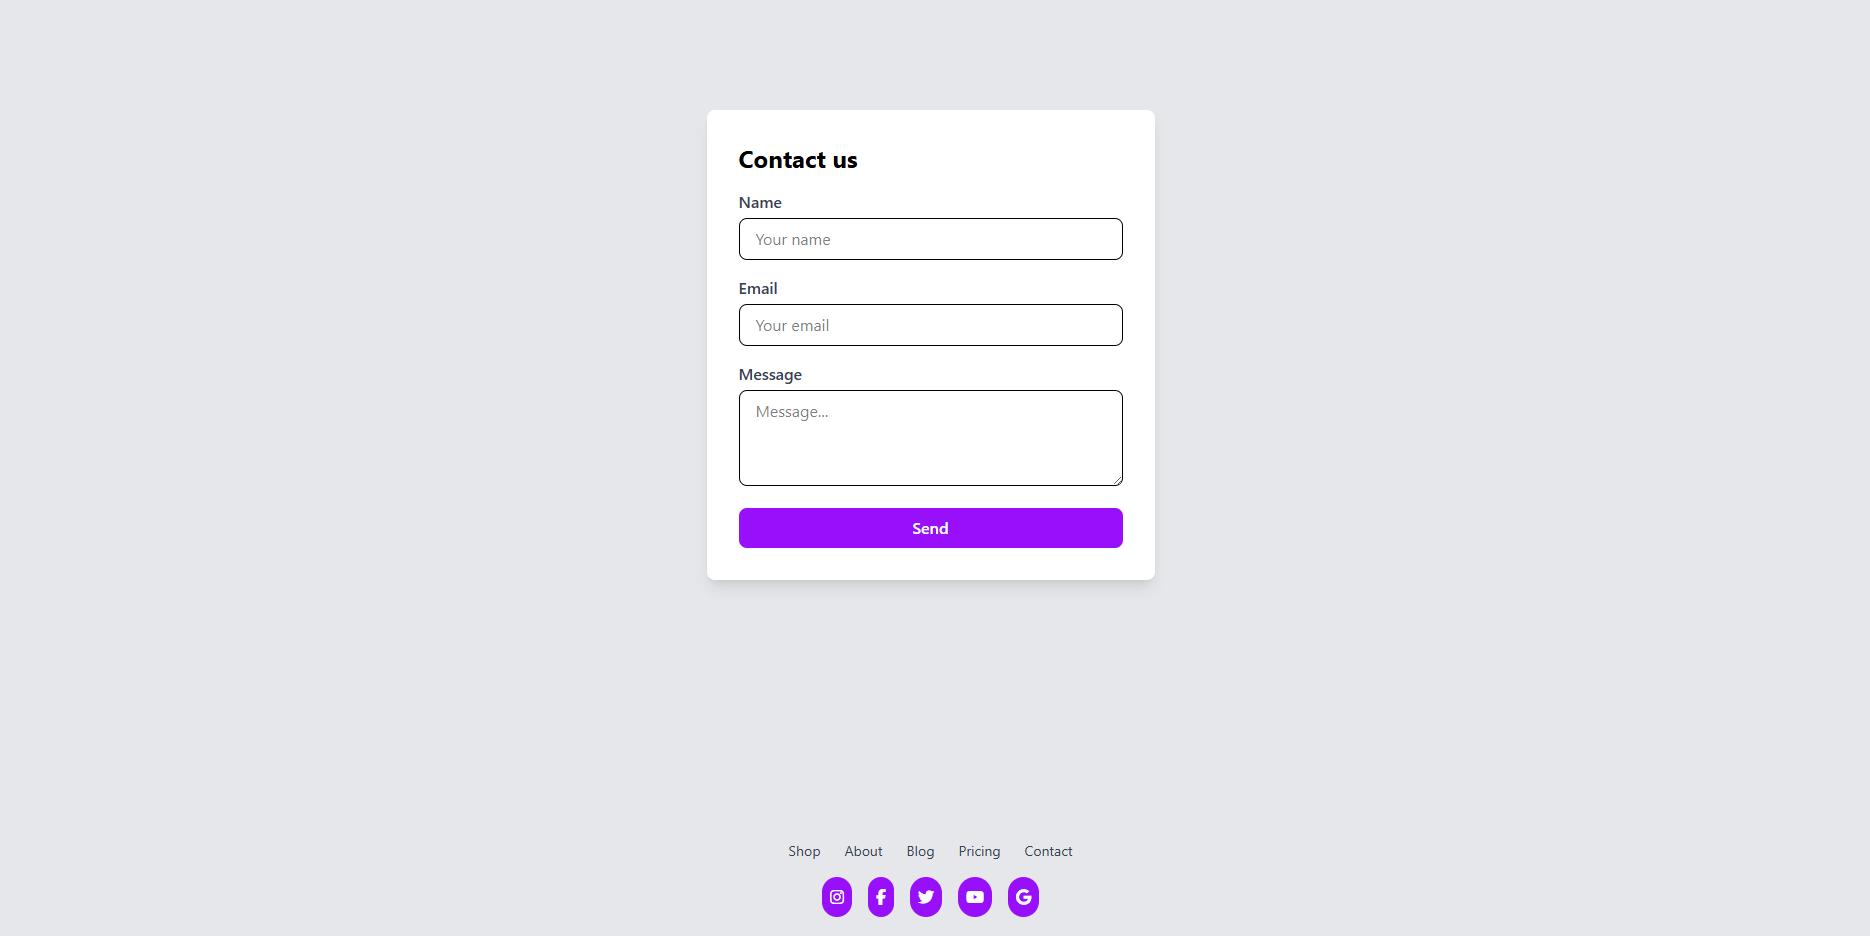 Contact us
Name
Your name
Email
Your email
Message
Message...
Send
Shop About Blog Pricing Contact